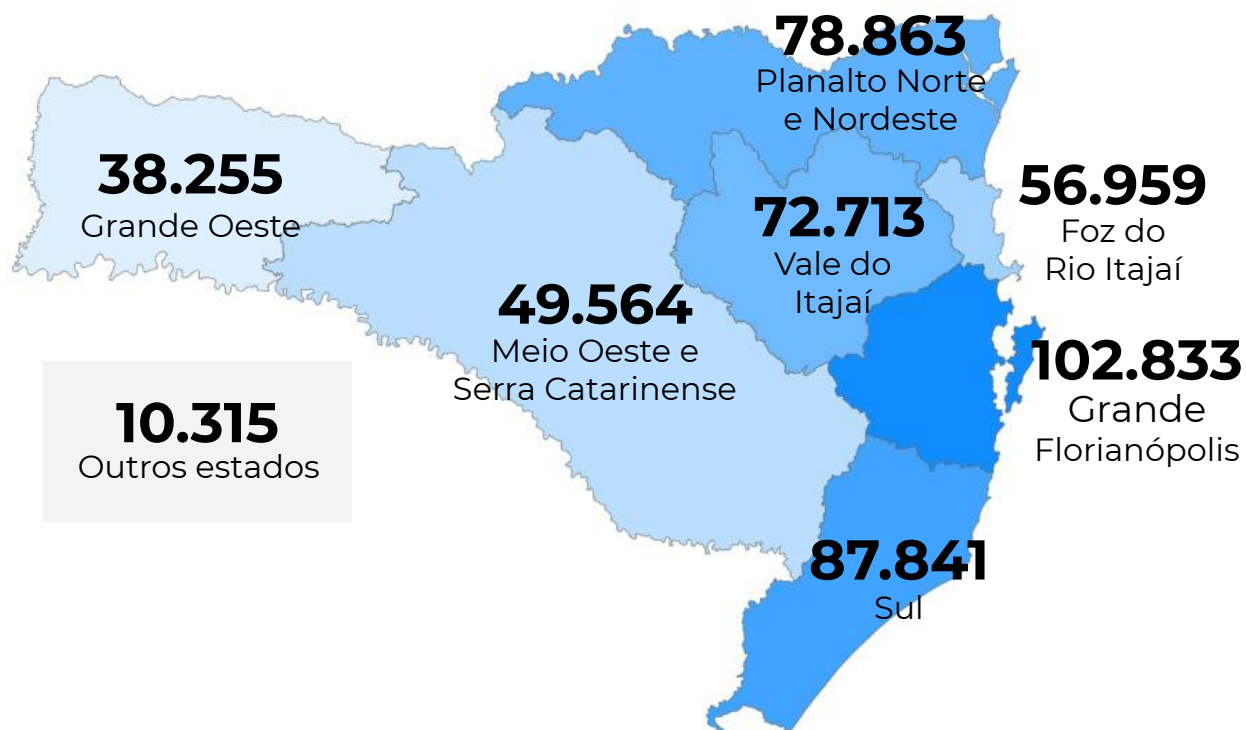 78.863
Planalto Norte
e Nordeste
38.255
Grande Oeste
56.959
Foz do
Rio Itajaí
72.713
Vale do
Itajaí
49.564
Meio Oeste e
Serra Catarinense
102.833
Grande
Florianópolis
10.315
Outros estados
87.841
Sul